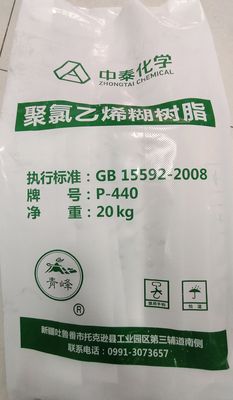 中泰化学
ZHONGTAI CHEMICAL
聚氯乙烯糊树脂
执行标准：GB 15592-2008
牌 号：P-440
净 重：20kg
青峰
®
新疆吐鲁番市托克逊县工业园区第三辅道南侧
联系电话：0991-3073657